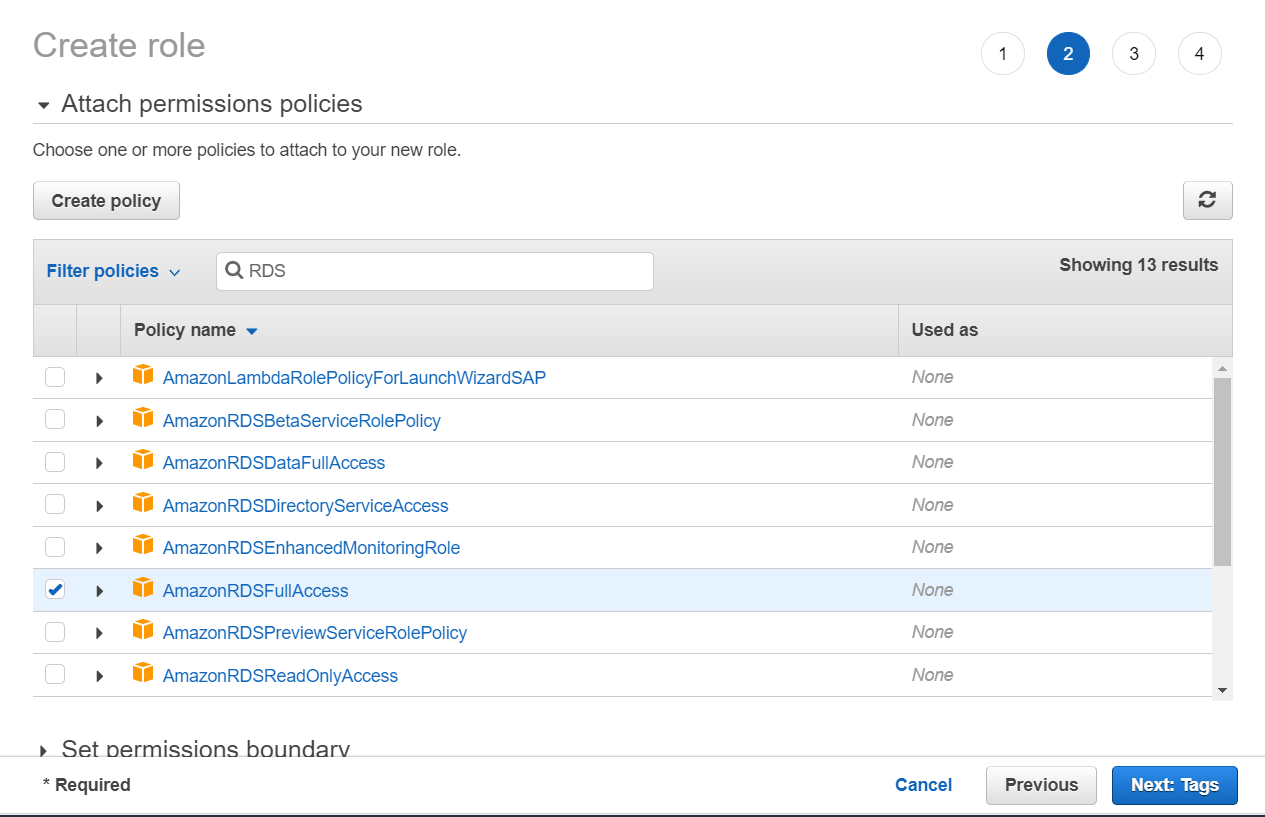 Create role
1 2 3 4
Attach permissions policies
Choose one or more policies to attach to your new role.
Create policy
Filter policies RDS Showing 13 results
Policy name Used as
AmazonLambdaRolePolicyForLaunchWizardSAP None
AmazonRDSBetaServiceRolePolicy None
AmazonRDSDataFullAccess None
AmazonRDSDirectoryServiceAccess None
AmazonRDSEnhancedMonitoringRole None
AmazonRDSFullAccess None
AmazonRDSPreviewServiceRolePolicy None
AmazonRDSReadOnlyAccess None
Set permissions boundary
* Required Cancel Previous Next: Tags